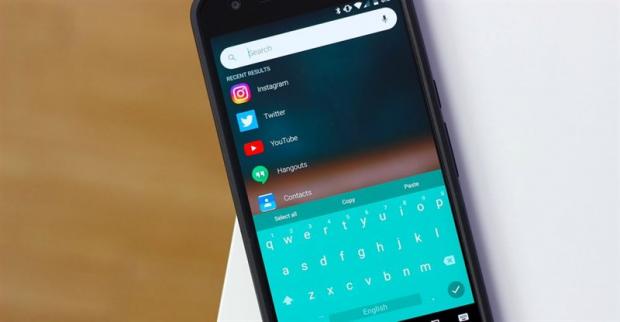 Search
RECENT RESULTS
Instagram
Twitter
YouTube
Hangouts
Contacts
Select all Copy Paste
1 2 3 4 5 6 7 8 9 0
q w e r t y u i o p
a s d f g h j k l
z x c v b n m
, English .